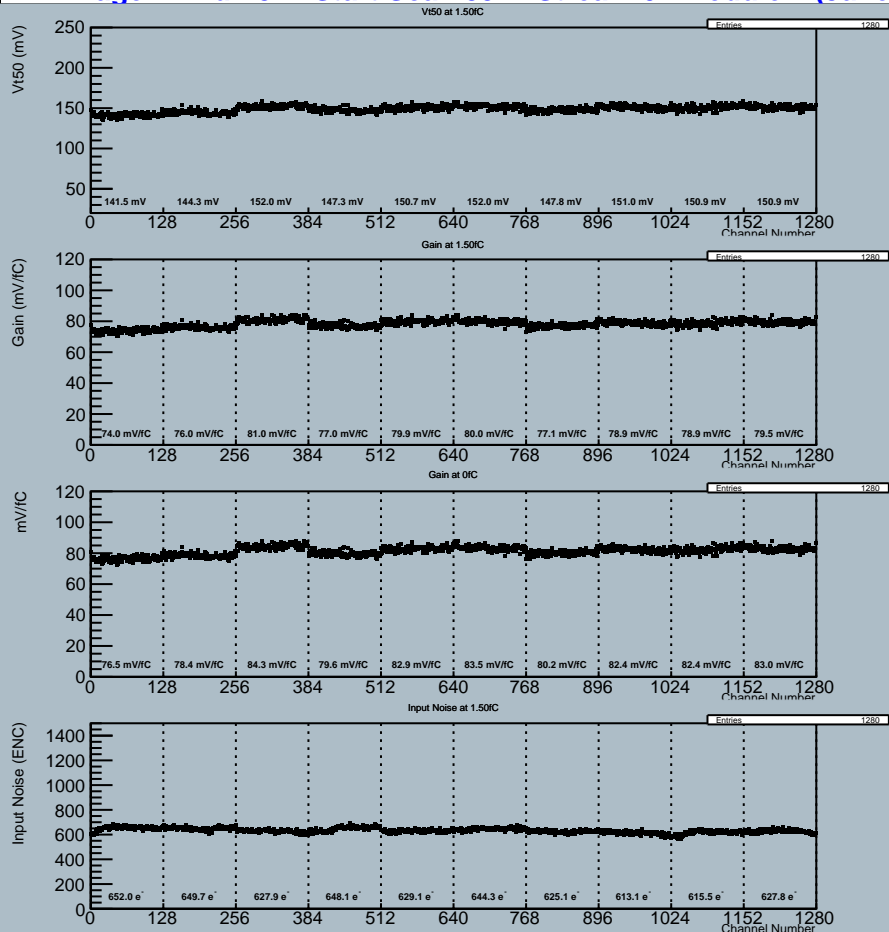 Vt50 at 1.50fC
Entries 1280
Vt50 (mV)
250
200
150
100
50
141.5 mV 144.3 mV 152.0 mV 147.3 mV 150.7 mV 152.0 mV 147.8 mV 151.0 mV 150.9 mV 150.9 mV
0 128 256 384 512 640 768 896 1024 1152 1280
Channel Number
Gain at 1.50fC
Entries 1280
Gain (mV/fC)
120
100
80
60
40
20
0
74.0 mV/fC 76.0 mV/fC 81.0 mV/fC 77.0 mV/fC 79.9 mV/fC 80.0 mV/fC 77.1 mV/fC 78.9 mV/fC 78.9 mV/fC 79.5 mV/fC
0 128 256 384 512 640 768 896 1024 1152 1280
Channel Number
Gain at 0fC
Entries 1280
mV/fC
120
100
80
60
40
20
0
76.5 mV/fC 78.4 mV/fC 84.3 mV/fC 79.6 mV/fC 82.9 mV/fC 83.5 mV/fC 80.2 mV/fC 82.4 mV/fC 82.4 mV/fC 83.0 mV/fC
0 128 256 384 512 640 768 896 1024 1152 1280
Channel Number
Input Noise at 1.50fC
Entries 1280
Input Noise (ENC)
1400
1200
1000
800
600
400
200
0
652.0 e⁻ 649.7 e⁻ 627.9 e⁻ 648.1 e⁻ 629.1 e⁻ 644.3 e⁻ 625.1 e⁻ 613.1 e⁻ 615.5 e⁻ 627.8 e⁻
0 128 256 384 512 640 768 896 1024 1152 1280
Channel Number